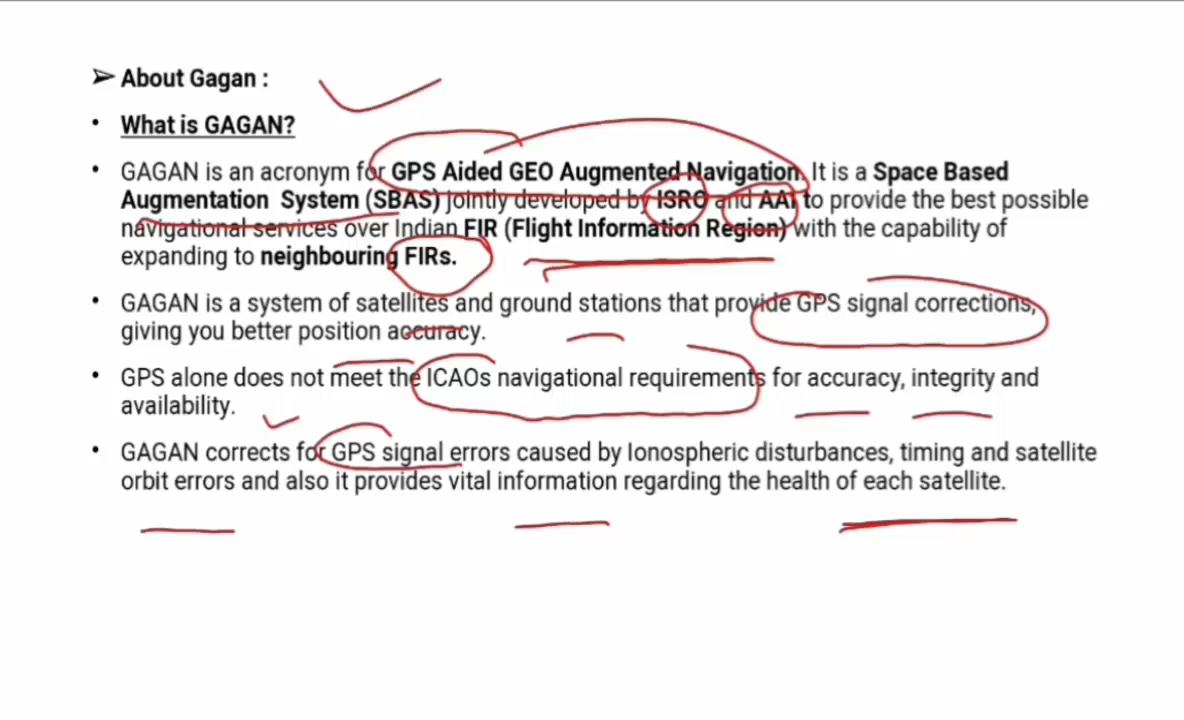 ➢ About Gagan :
• What is GAGAN?
• GAGAN is an acronym for GPS Aided GEO Augmented Navigation. It is a Space Based
Augmentation System (SBAS) jointly developed by ISRO and AAI to provide the best possible
navigational services over Indian FIR (Flight Information Region) with the capability of
expanding to neighbouring FIRs.
• GAGAN is a system of satellites and ground stations that provide GPS signal corrections,
giving you better position accuracy.
• GPS alone does not meet the ICAOs navigational requirements for accuracy, integrity and
availability.
• GAGAN corrects for GPS signal errors caused by Ionospheric disturbances, timing and satellite
orbit errors and also it provides vital information regarding the health of each satellite.